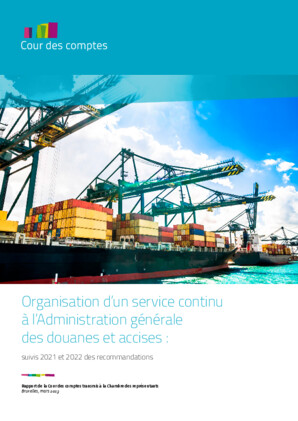 Cour des comptes
Organisation d'un service continu
à l'Administration générale
des douanes et accises :
suivis 2021 et 2022 des recommandations
Rapport de la Cour des comptes transmis à la Chambre des représentants
Bruxelles, mars 2023